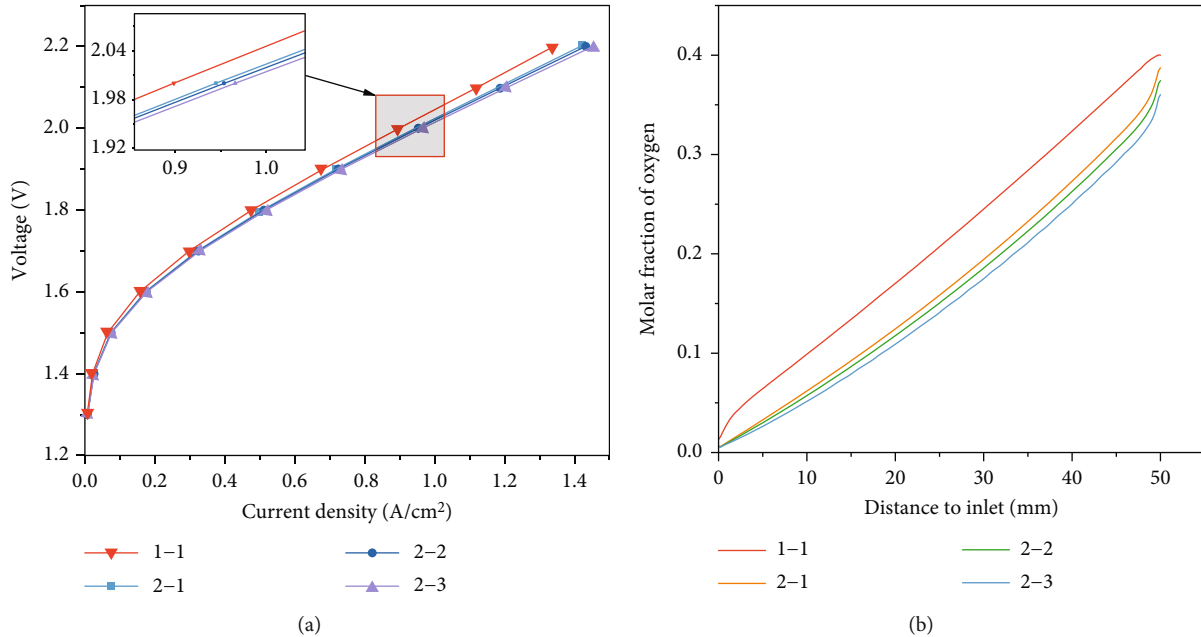 2.04
1.98
1.92
0.9 1.0
2.2
2.0
1.8
1.6
1.4
1.2
Voltage (V)
0.0 0.2 0.4 0.6 0.8 1.0 1.2 1.4
Current density (A/cm²)
1–1 2–2
2–1 2–3
(a)
0.4
0.3
0.2
0.1
0.0
Molar fraction of oxygen
0 10 20 30 40 50
Distance to inlet (mm)
1–1 2–2
2–1 2–3
(b)